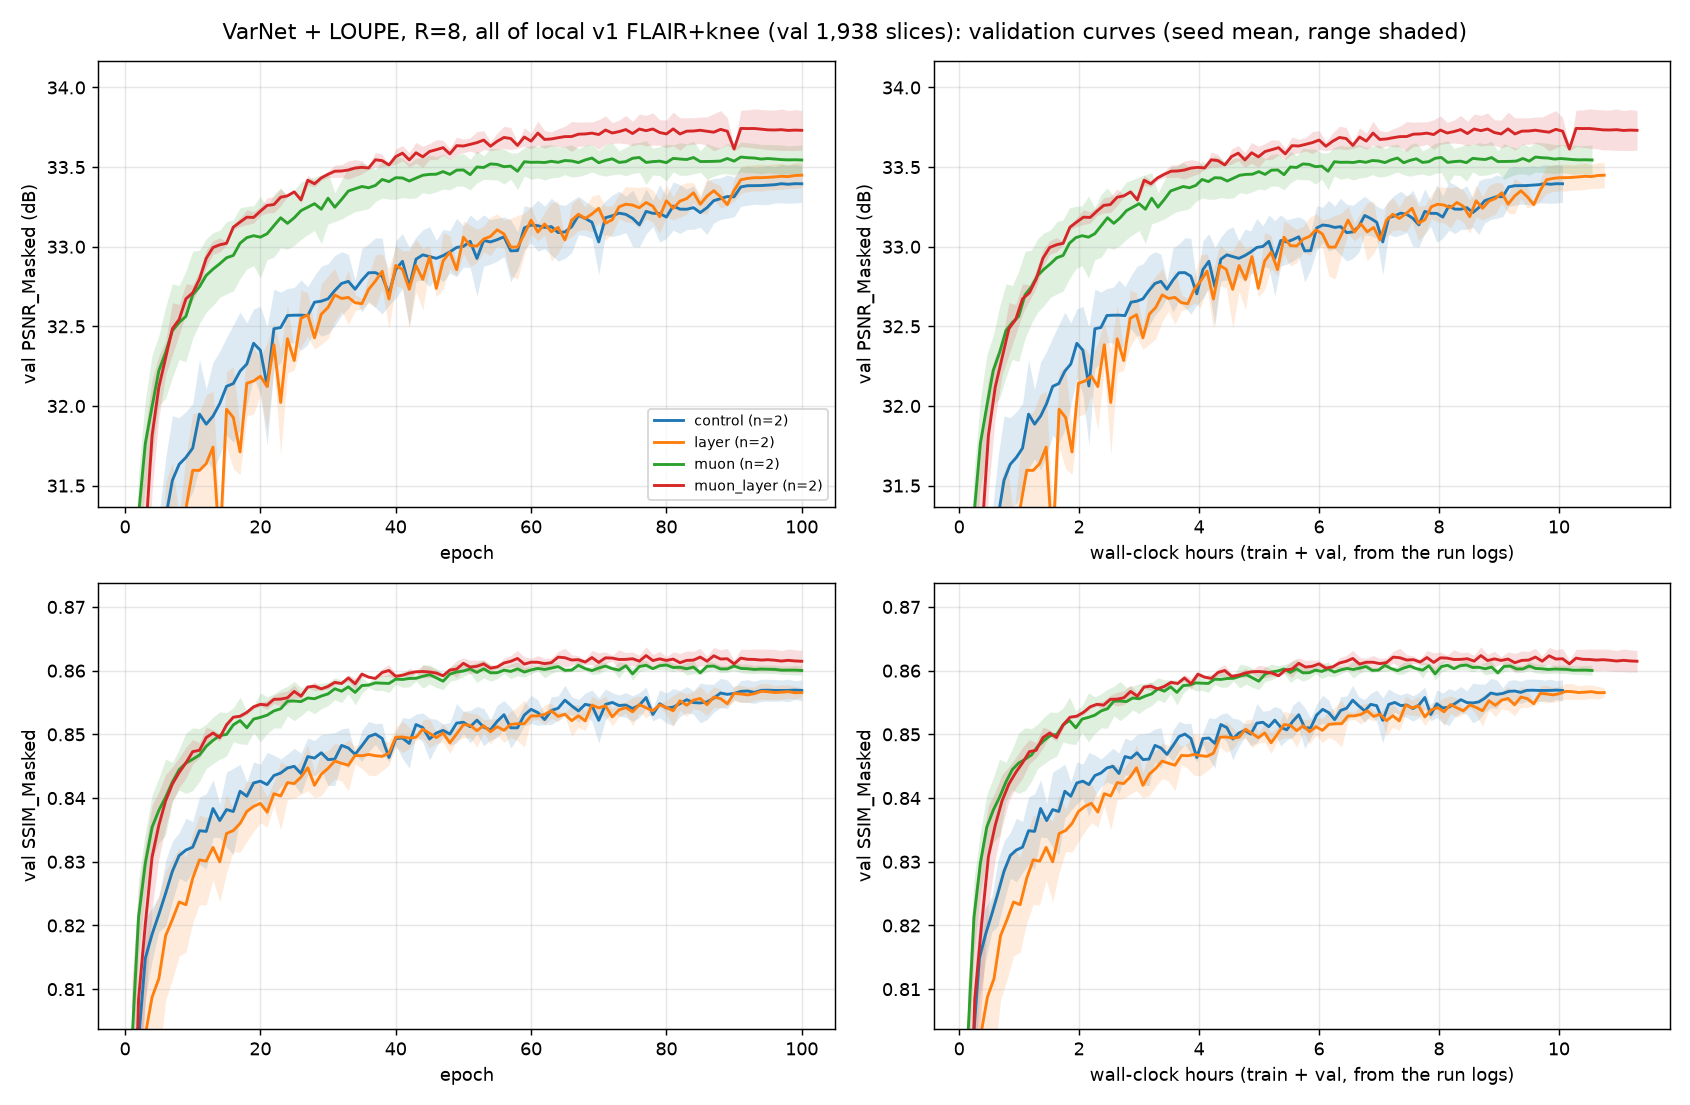 VarNet + LOUPE, R=8, all of local v1 FLAIR+knee (val 1,938 slices): validation curves (seed mean, range shaded)
val PSNR_Masked (dB)
34.0
33.5
33.0
32.5
32.0
31.5
0 20 40 60 80 100
epoch
control (n=2)
layer (n=2)
muon (n=2)
muon_layer (n=2)
val PSNR_Masked (dB)
34.0
33.5
33.0
32.5
32.0
31.5
0 2 4 6 8 10
wall-clock hours (train + val, from the run logs)
val SSIM_Masked
0.87
0.86
0.85
0.84
0.83
0.82
0.81
0 20 40 60 80 100
epoch
val SSIM_Masked
0.87
0.86
0.85
0.84
0.83
0.82
0.81
0 2 4 6 8 10
wall-clock hours (train + val, from the run logs)